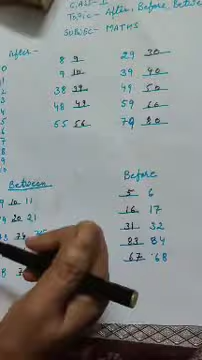 CLASS - I
Topic - After, Before, Between
SUBJEC - MATHS
After -
8 9 29 30
9 10 39 40
38 39 49 50
48 49 59 60
55 56 79 80
Between Before
9 10 11 5 6
20 21 16 17
31 32
83 84
67 68